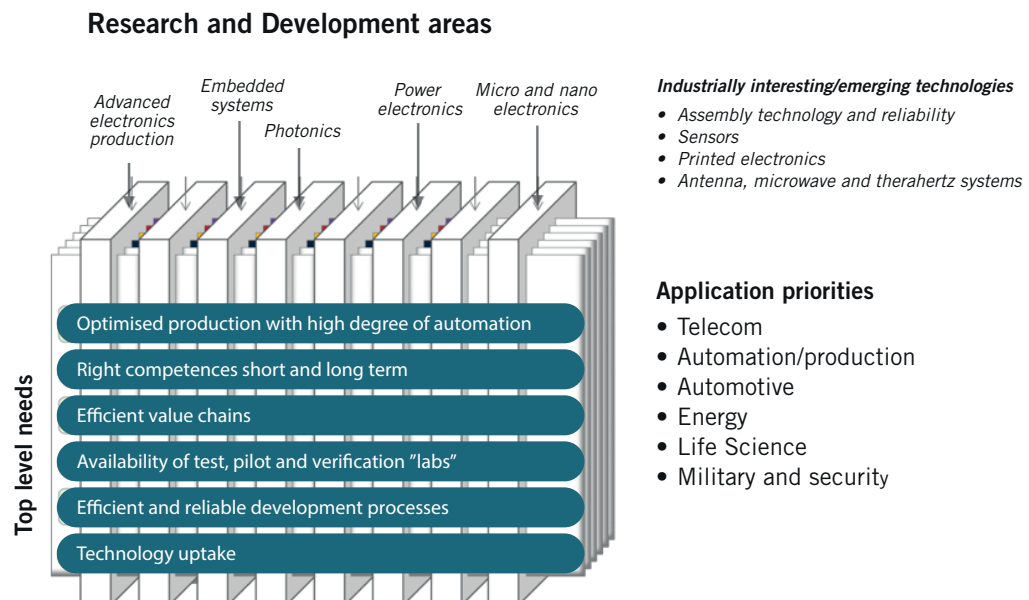 Research and Development areas
Advanced
electronics
production
Embedded
systems
Photonics
Power
electronics
Micro and nano
electronics
Industrially interesting/emerging technologies
• Assembly technology and reliability
• Sensors
• Printed electronics
• Antenna, microwave and therahertz systems
Top level needs
Optimised production with high degree of automation
Right competences short and long term
Efficient value chains
Availability of test, pilot and verification ”labs”
Efficient and reliable development processes
Technology uptake
Application priorities
• Telecom
• Automation/production
• Automotive
• Energy
• Life Science
• Military and security